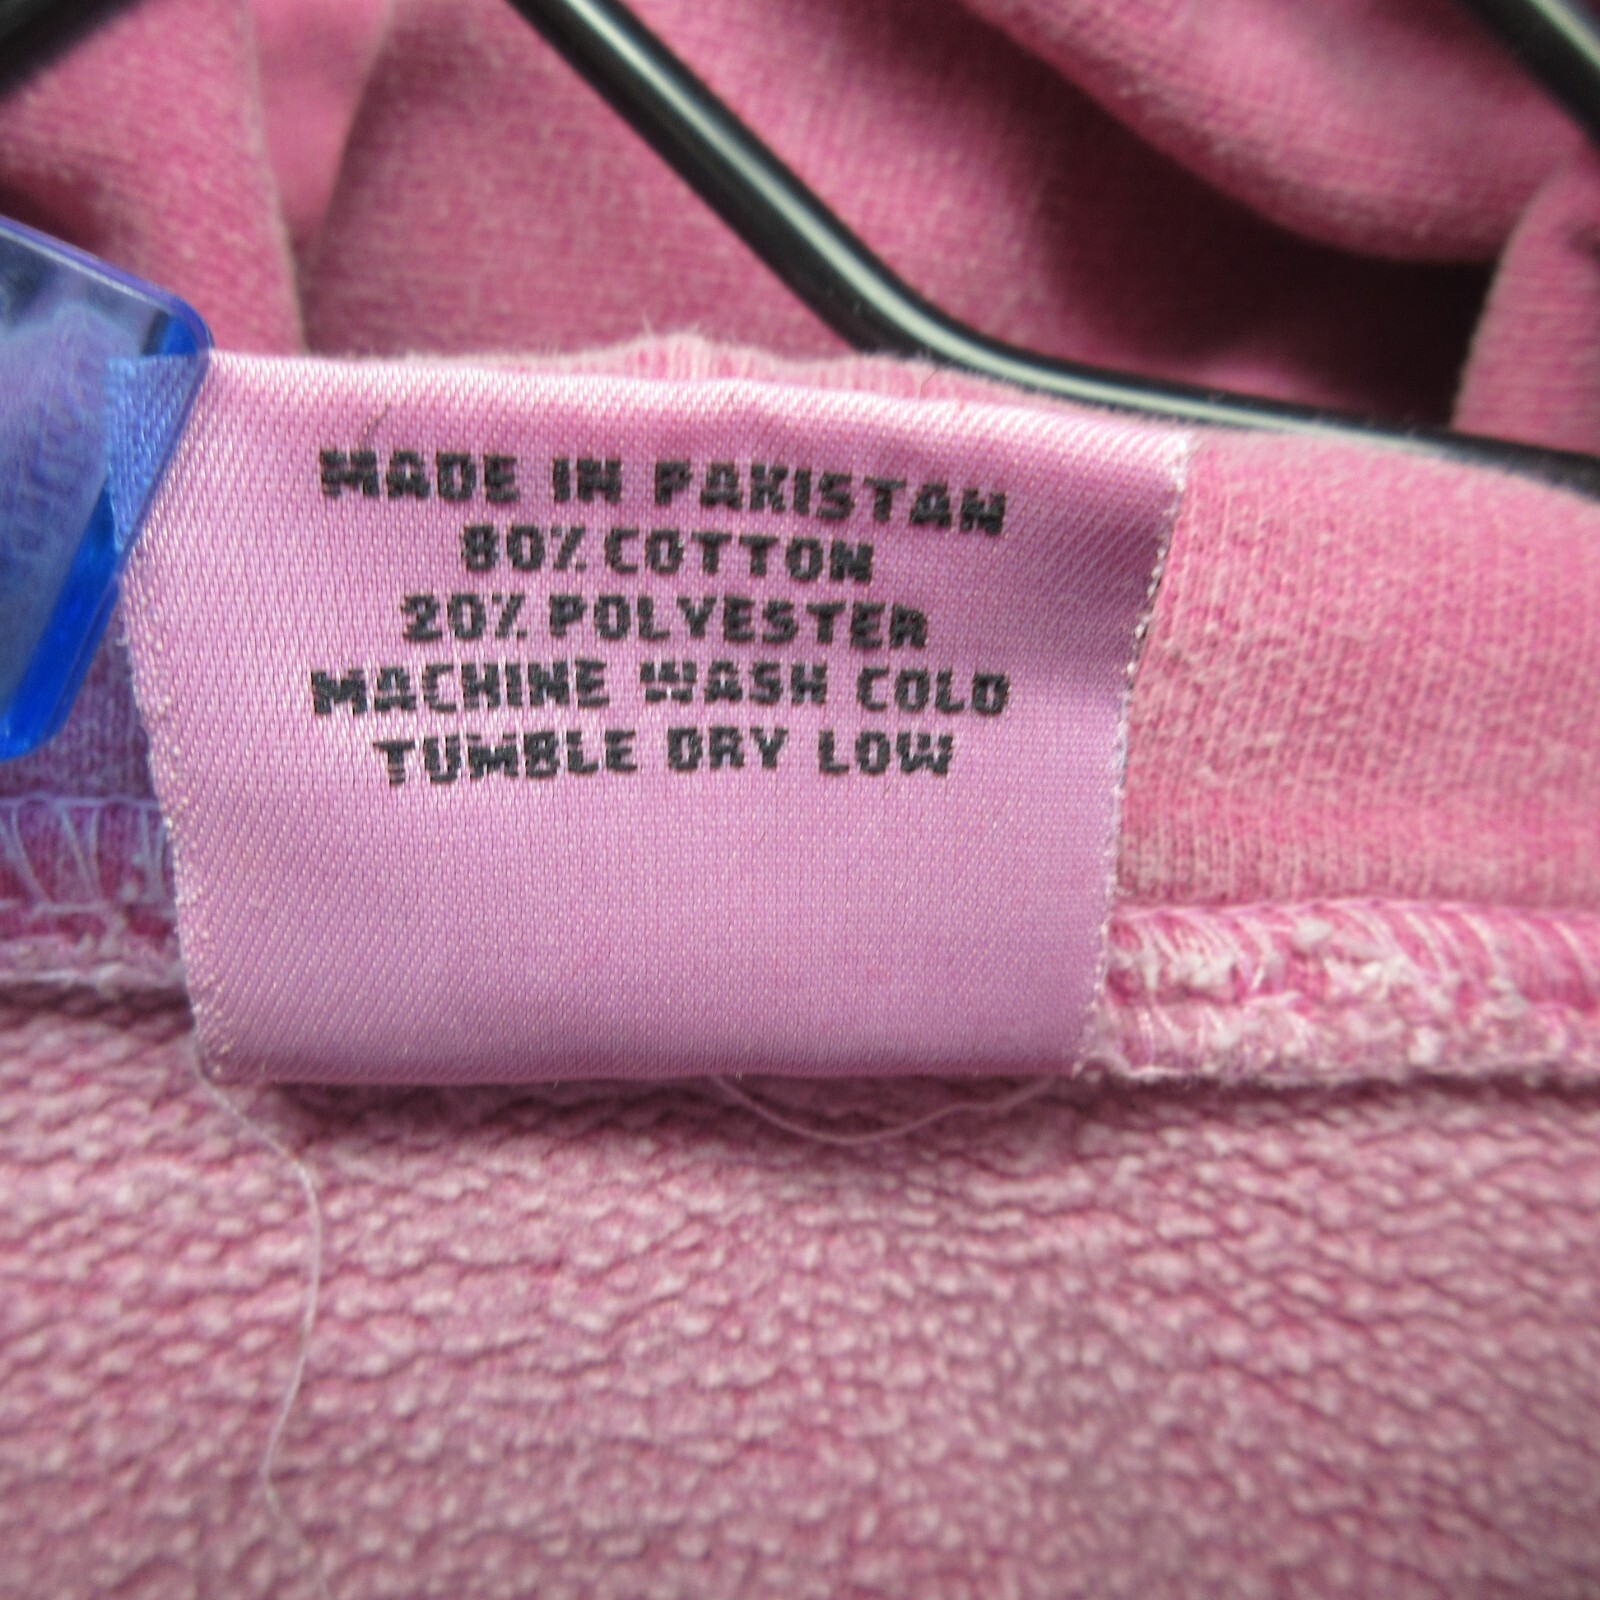 MADE IN PAKISTAN
80% COTTON
20% POLYESTER
MACHINE WASH COLD
TUMBLE DRY LOW